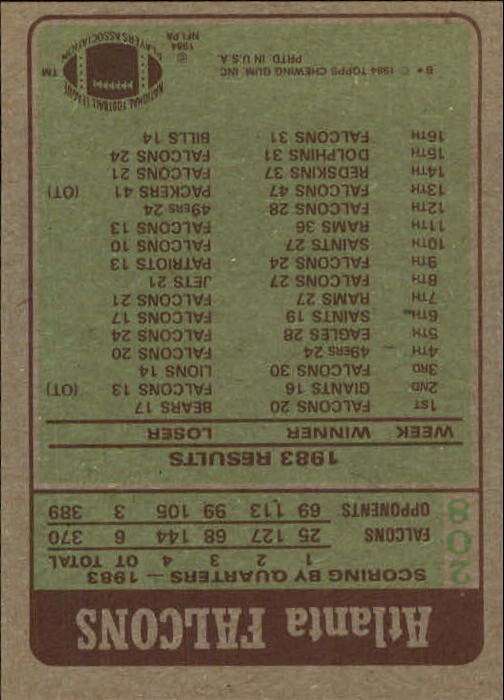 Atlanta FALCONS
208
SCORING BY QUARTERS — 1983
1 2 3 4 OT TOTAL
FALCONS 25 127 68 144 6 370
OPPONENTS 69 113 99 105 3 389
1983 RESULTS
WEEK WINNER LOSER
1ST FALCONS 20 BEARS 17
2ND GIANTS 16 FALCONS 13 (OT)
3RD FALCONS 30 LIONS 14
4TH 49ERS 24 FALCONS 20
5TH EAGLES 28 FALCONS 24
6TH SAINTS 19 FALCONS 17
7TH RAMS 27 FALCONS 21
8TH FALCONS 27 JETS 21
9TH FALCONS 24 PATRIOTS 13
10TH SAINTS 27 FALCONS 10
11TH RAMS 36 FALCONS 13
12TH FALCONS 28 49ERS 24
13TH FALCONS 47 PACKERS 41 (OT)
14TH REDSKINS 37 FALCONS 21
15TH DOLPHINS 31 FALCONS 24
16TH FALCONS 31 BILLS 14
B* © 1984 TOPPS CHEWING GUM, INC.
PRTD. IN U.S.A.
NATIONAL FOOTBALL LEAGUE PLAYERS ASSOCIATION TM
© 1984
NFLPA